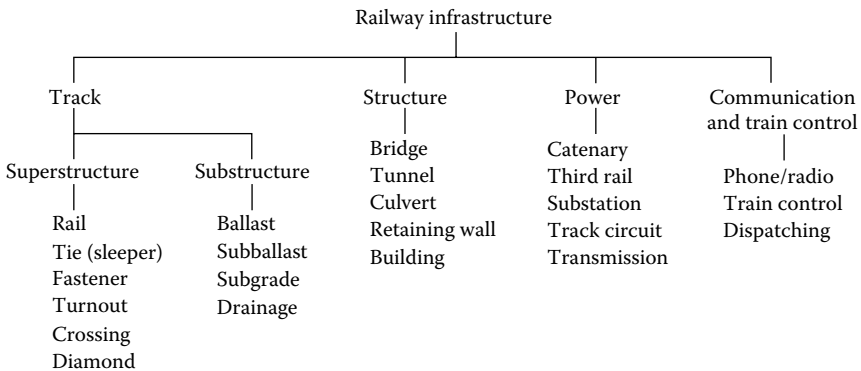 Railway infrastructure
Track
Structure
Power
Communication
and train control
Superstructure
Substructure
Rail
Tie (sleeper)
Fastener
Turnout
Crossing
Diamond
Ballast
Subballast
Subgrade
Drainage
Bridge
Tunnel
Culvert
Retaining wall
Building
Catenary
Third rail
Substation
Track circuit
Transmission
Phone/radio
Train control
Dispatching